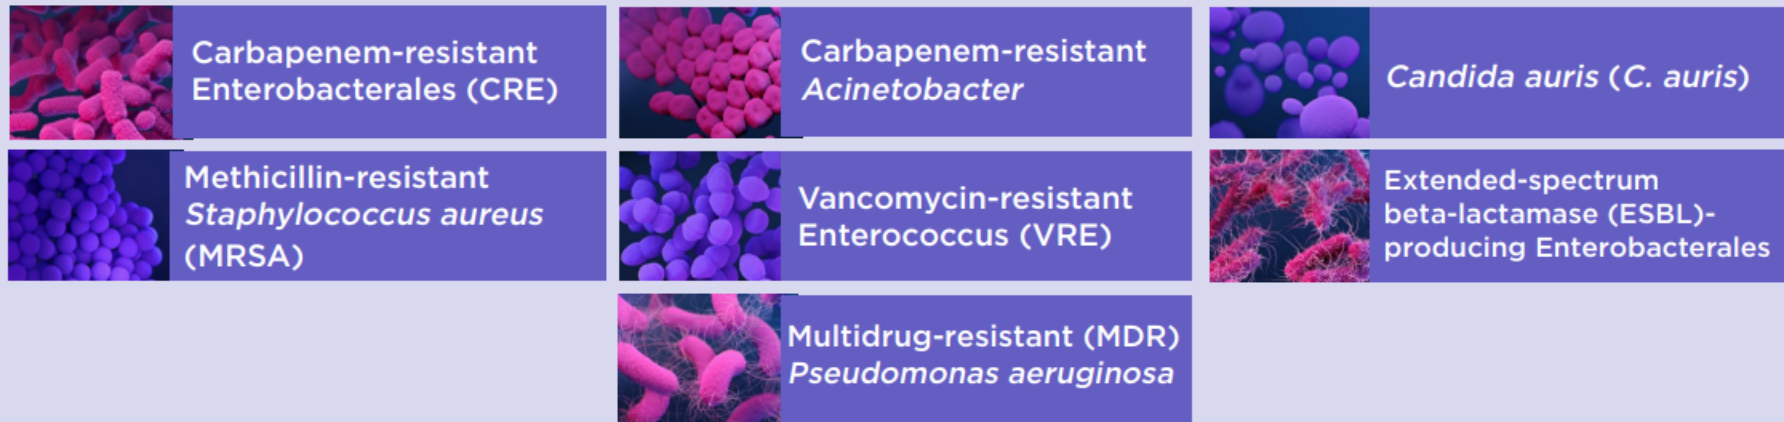 Carbapenem-resistant
Enterobacterales (CRE)
Carbapenem-resistant
Acinetobacter
Candida auris (C. auris)
Methicillin-resistant
Staphylococcus aureus
(MRSA)
Vancomycin-resistant
Enterococcus (VRE)
Extended-spectrum
beta-lactamase (ESBL)-
producing Enterobacterales
Multidrug-resistant (MDR)
Pseudomonas aeruginosa